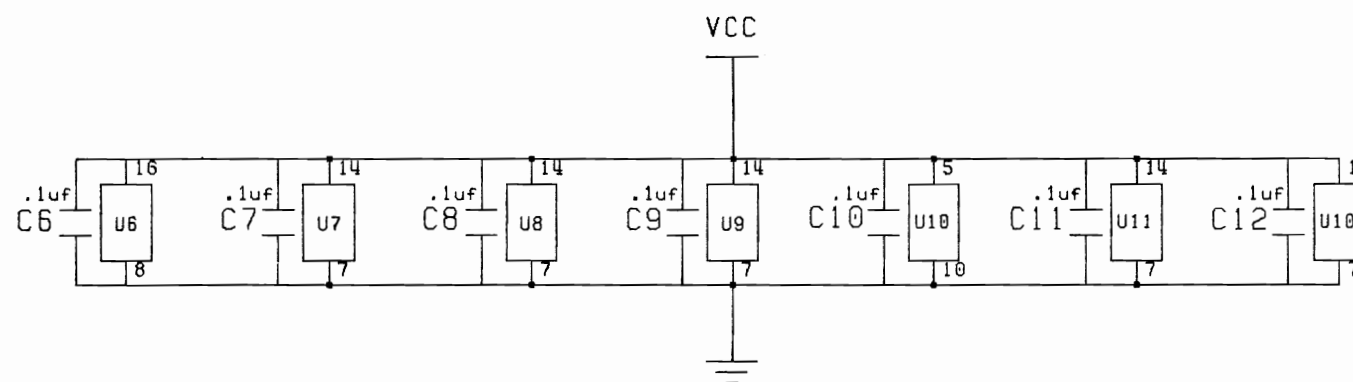 VCC
16 14 14 14 5 14
.1uf .1uf .1uf .1uf .1uf .1uf .1uf
C6 U6 C7 U7 C8 U8 C9 U9 C10 U10 C11 U11 C12 U10
8 7 7 7 10 7